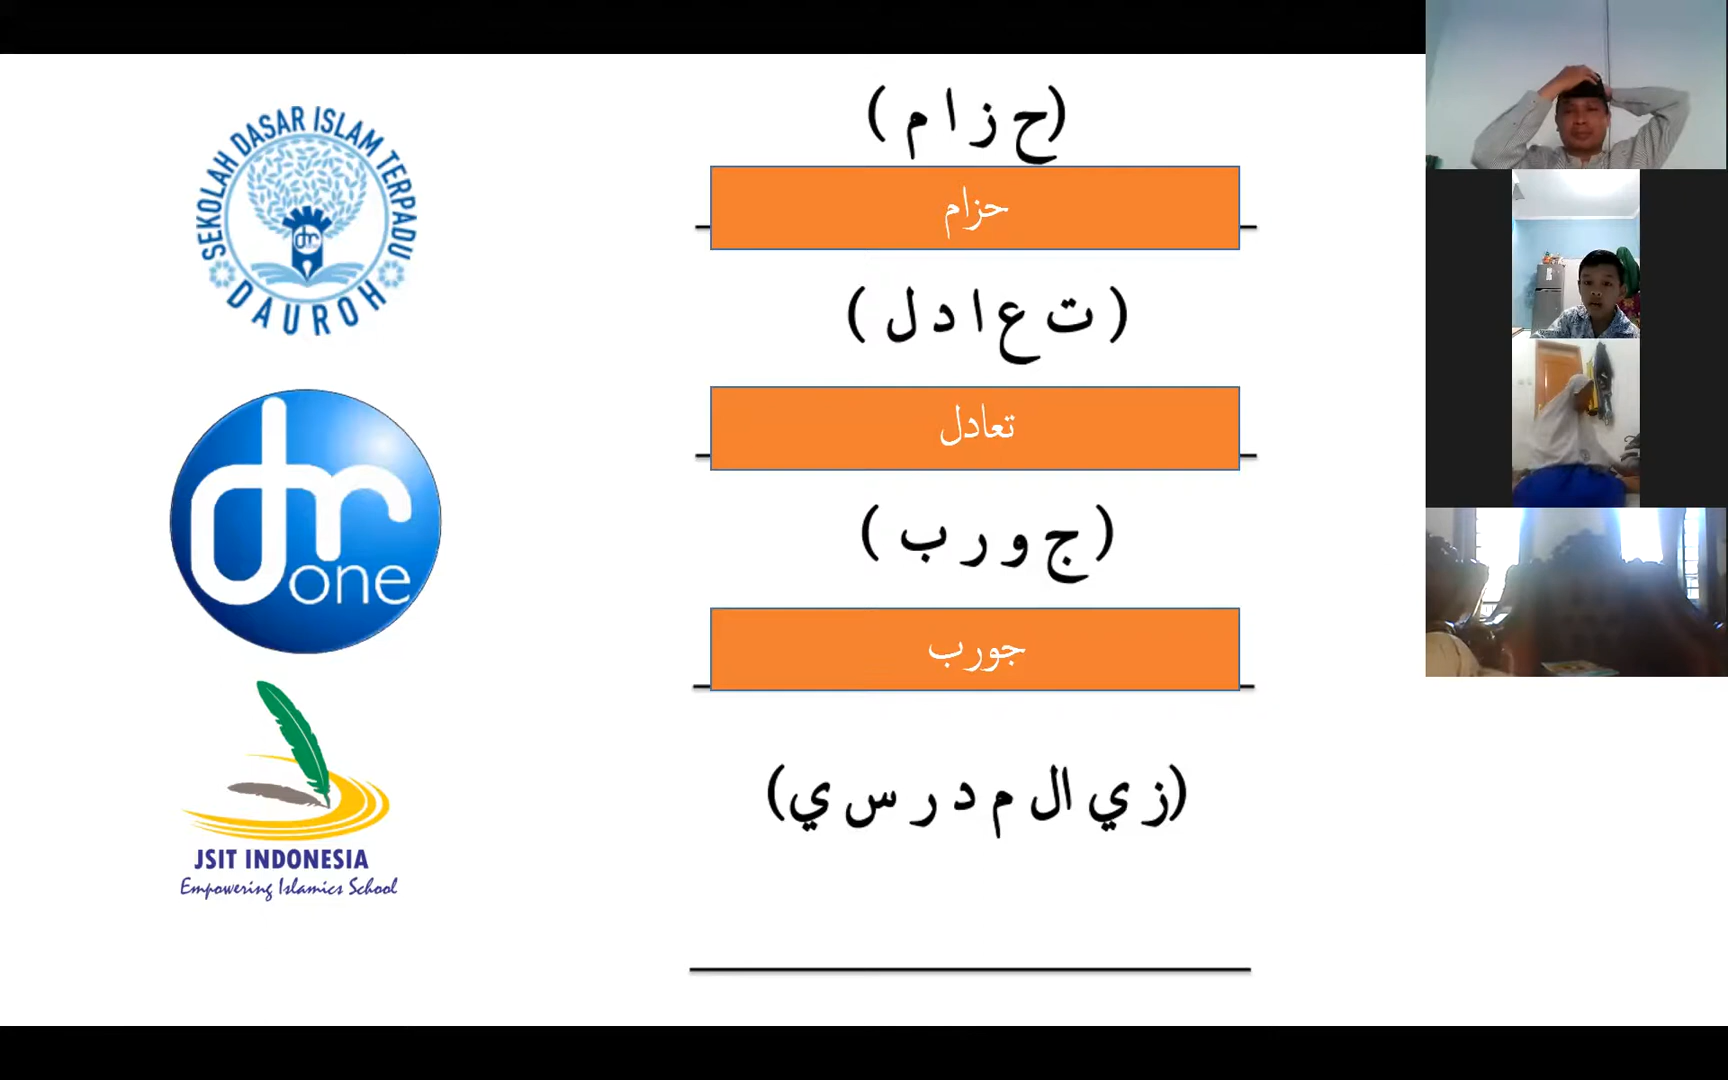 SEKOLAH DASAR ISLAM TERPADU
DAUROH
dr
one
JSIT INDONESIA
Empowering Islamics School
(ح ز ا م )
حزام
( ت ع ا د ل )
تعادل
( ج و ر ب )
جورب
(ز ي ال م د ر س ي)